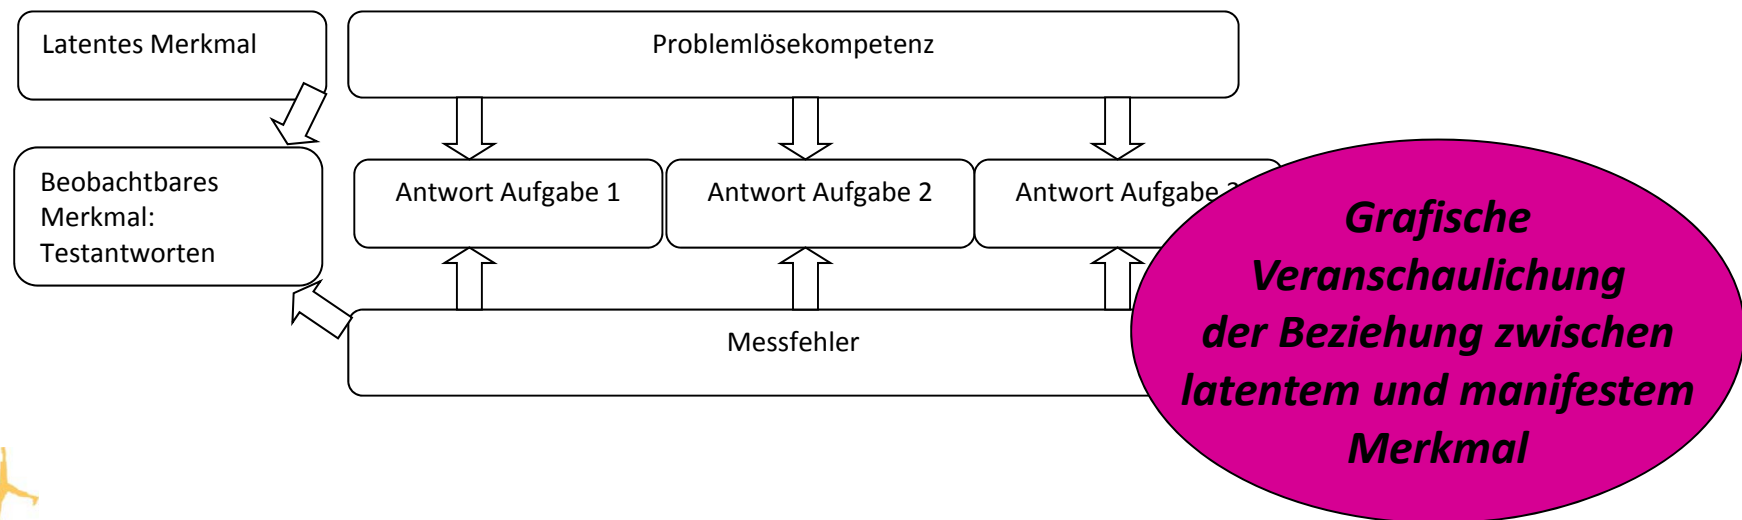 Latentes Merkmal
Problemlösekompetenz
Beobachtbares
Merkmal:
Testantworten
Antwort Aufgabe 1
Antwort Aufgabe 2
Antwort Aufgabe
Messfehler
Grafische
Veranschaulichung
der Beziehung zwischen
latentem und manifestem
Merkmal